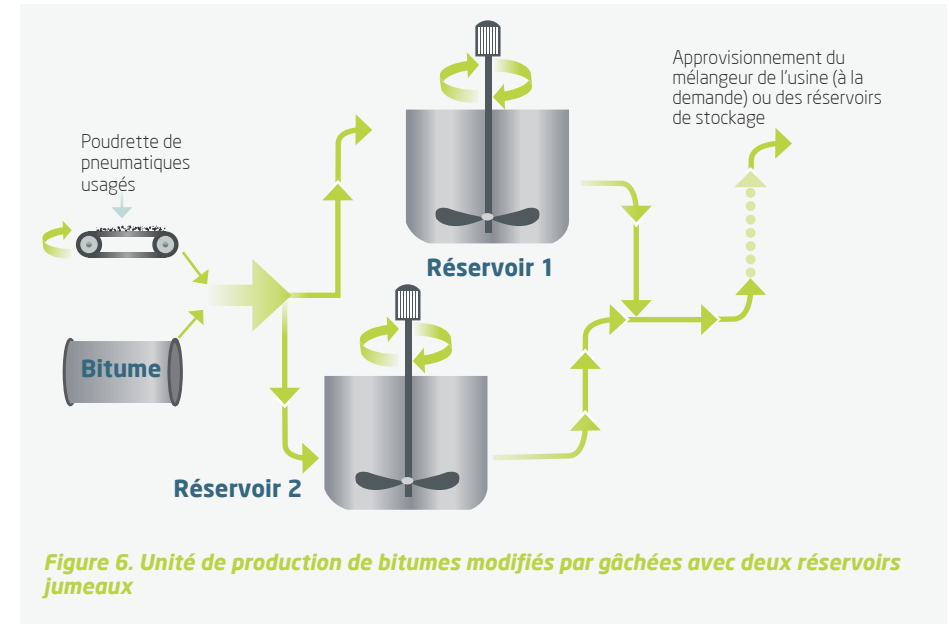 Approvisionnement du
mélangeur de l'usine (à la
demande) ou des réservoirs
de stockage
Poudrette de
pneumatiques
usagés
Réservoir 1
Bitume
Réservoir 2
Figure 6. Unité de production de bitumes modifiés par gâchées avec deux réservoirs
jumeaux